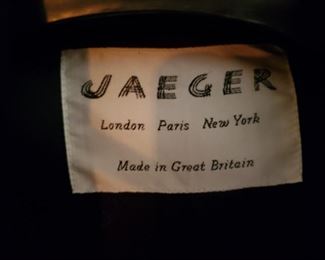 JAEGER
London Paris New York
Made in Great Britain